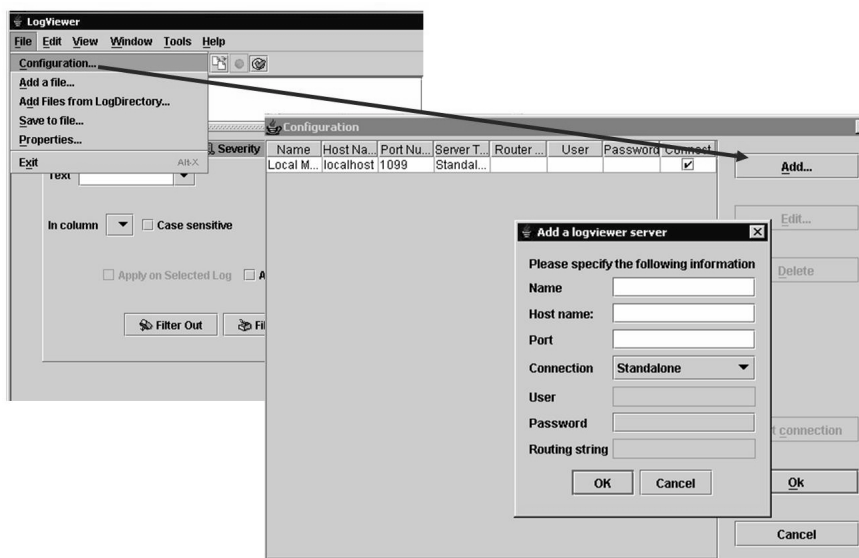 LogViewer
File Edit View Window Tools Help
Configuration...
Add a file...
Add Files from LogDirectory...
Save to file...
Properties...
Exit Alt-X
Severity
Text
In column Case sensitive
Apply on Selected Log A
Filter Out Fil
Configuration
Name Host Na... Port Nu... Server T... Router ... User Password Connect
Local M... localhost 1099 Standal...
Add...
Edit...
Delete
t connection
Ok
Cancel
Add a logviewer server
Please specify the following information
Name
Host name:
Port
Connection Standalone
User
Password
Routing string
OK Cancel